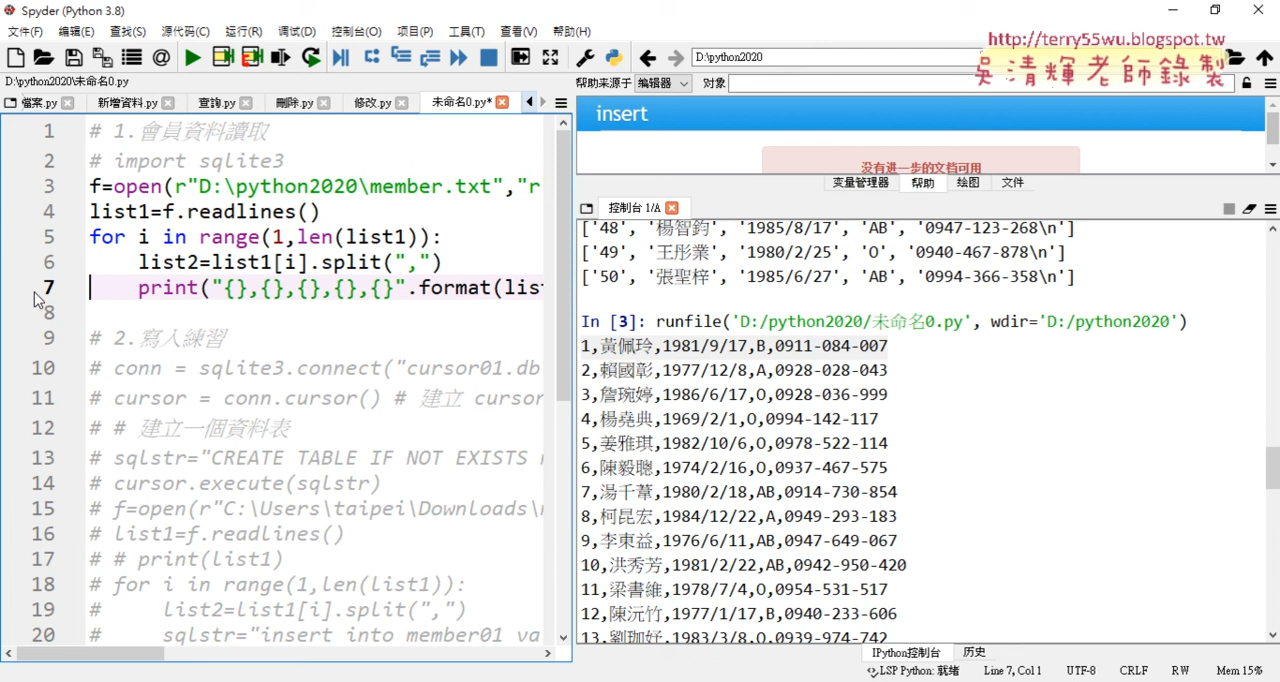 Spyder (Python 3.8)
文件(F) 编辑(E) 查找(S) 源代码(C) 运行(R) 调试(D) 控制台(O) 项目(P) 工具(T) 查看(V) 帮助(H)
http://terry55wu.blogspot.tw
吳清輝老師錄製
D:\python2020
D:\python2020\未命名0.py
帮助来源于 编辑器 对象
檔案.py 新增資料.py 查詢.py 刪除.py 修改.py 未命名0.py*
1 # 1.會員資料讀取
2 # import sqlite3
3 f=open(r"D:\python2020\member.txt","r
4 list1=f.readlines()
5 for i in range(1,len(list1)):
6 list2=list1[i].split(",")
7 print("{},{},{},{},{}".format(lis
8
9 # 2.寫入練習
10 # conn = sqlite3.connect("cursor01.db
11 # cursor = conn.cursor() # 建立 cursor
12 # # 建立一個資料表
13 # sqlstr="CREATE TABLE IF NOT EXISTS
14 # cursor.execute(sqlstr)
15 # f=open(r"C:\Users\taipei\Downloads\
16 # list1=f.readlines()
17 # # print(list1)
18 # for i in range(1,len(list1)):
19 # list2=list1[i].split(",")
20 # sqlstr="insert into member01 va
insert
没有进一步的文档可用
变量管理器 帮助 绘图 文件
控制台 1/A
['48', '楊智鈞', '1985/8/17', 'AB', '0947-123-268\n']
['49', '王彤業', '1980/2/25', 'O', '0940-467-878\n']
['50', '張聖梓', '1985/6/27', 'AB', '0994-366-358\n']
In [3]: runfile('D:/python2020/未命名0.py', wdir='D:/python2020')
1,黃佩玲,1981/9/17,B,0911-084-007
2,賴國彰,1977/12/8,A,0928-028-043
3,詹琬婷,1986/6/17,O,0928-036-999
4,楊堯典,1969/2/1,O,0994-142-117
5,姜雅琪,1982/10/6,O,0978-522-114
6,陳毅聰,1974/2/16,O,0937-467-575
7,湯千葦,1980/2/18,AB,0914-730-854
8,柯昆宏,1984/12/22,A,0949-293-183
9,李東益,1976/6/11,AB,0947-649-067
10,洪秀芳,1981/2/22,AB,0942-950-420
11,梁書維,1978/7/4,O,0954-531-517
12,陳沅竹,1977/1/17,B,0940-233-606
13,劉珈妤,1983/3/8,O,0939-974-742
IPython控制台 历史
LSP Python: 就绪 Line 7, Col 1 UTF-8 CRLF RW Mem 15%